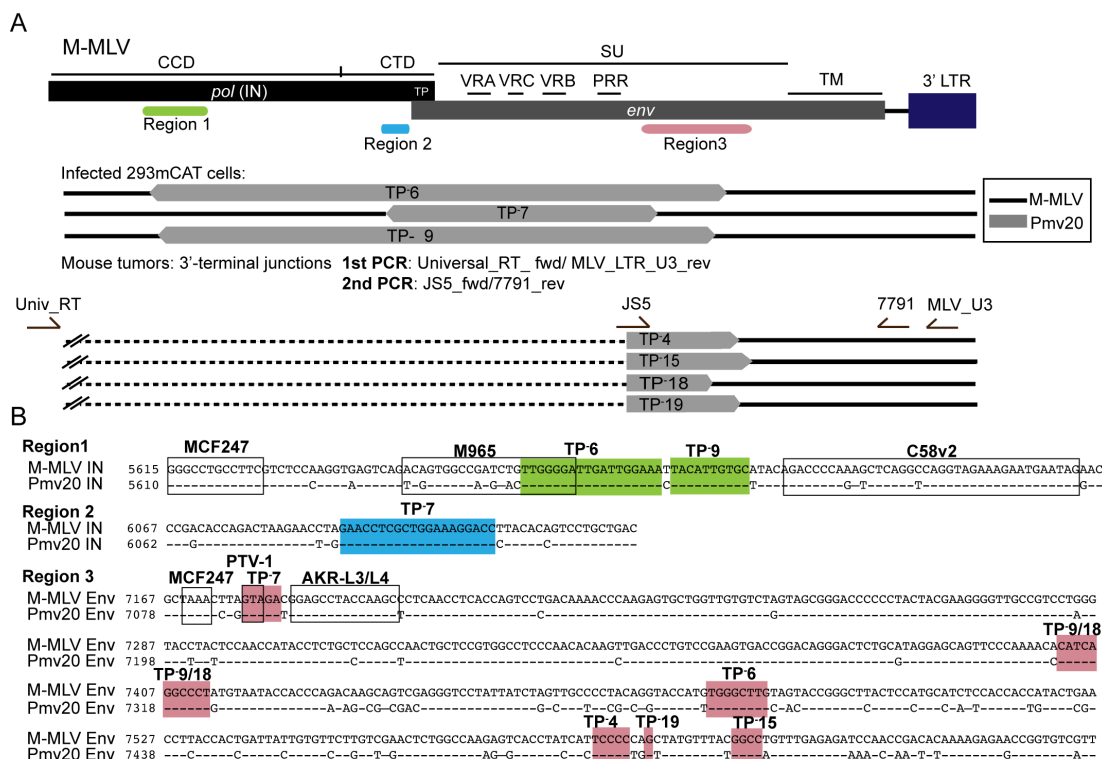 A
M-MLV
CCD
CTD
SU
VRA VRC VRB PRR
TM
3' LTR
pol (IN)
TP
env
Region 1
Region 2
Region3
Infected 293mCAT cells:
TP-6
TP-7
TP- 9
M-MLV
Pmv20
Mouse tumors: 3'-terminal junctions 1st PCR: Universal_RT_ fwd/ MLV_LTR_U3_rev
2nd PCR: JS5_fwd/7791_rev
Univ_RT
JS5
7791
MLV_U3
TP-4
TP-15
TP-18
TP-19
B
Region1
MCF247
M965
TP-6
TP-9
C58v2
M-MLV IN 5615 GGGCCTGCCTTCGTCTCCAAGGTGAGTCAGACAGTGGCCGATCTGTTGGGGATTGATTGGAAATTACATTGTGCATACAGACCCCAAAGCTCAGGCCAGGTAGAAAGAATGAATAGAAC
Pmv20 IN 5610
Region 2
TP-7
M-MLV IN 6067 CCGACACCAGACTAAGAACCTAGAACCTCGCTGGAAAGGACCTTACACAGTCCTGCTGAC
Pmv20 IN 6062
Region 3
MCF247
PTV-1
TP-7
AKR-L3/L4
M-MLV Env 7167 GCTAAACTTAGTAGACGGAGCCTACCAAGCCCTCAACCTCACCAGTCCTGACAAAACCCAAGAGTGCTGGTTGTGTCTAGTAGCGGGACCCCCCTACTACGAAGGGGTTGCCGTCCTGGG
Pmv20 Env 7078
TP-9/18
M-MLV Env 7287 TACCTACTCCAACCATACCTCTGCTCCAGCCAACTGCTCCGTGGCCTCCCAACACAAGTTGACCCTGTCCGAAGTGACCGGACAGGGACTCTGCATAGGAGCAGTTCCCAAAACACATCA
Pmv20 Env 7198
TP-9/18
TP-6
M-MLV Env 7407 GGCCCTATGTAATACCACCCAGACAAGCAGTCGAGGGTCCTATTATCTAGTTGCCCCTACAGGTACCATGTGGGCTTGTAGTACCGGGCTTACTCCATGCATCTCCACCACCATACTGAA
Pmv20 Env 7318
TP-4
TP-19
TP-15
M-MLV Env 7527 CCTTACCACTGATTATTGTGTTCTTGTCGAACTCTGGCCAAGAGTCACCTATCATTCCCCCAGCTATGTTTACGGCCTGTTTGAGAGATCCAACCGACACAAAAGAGAACCGGTGTCGTT
Pmv20 Env 7438